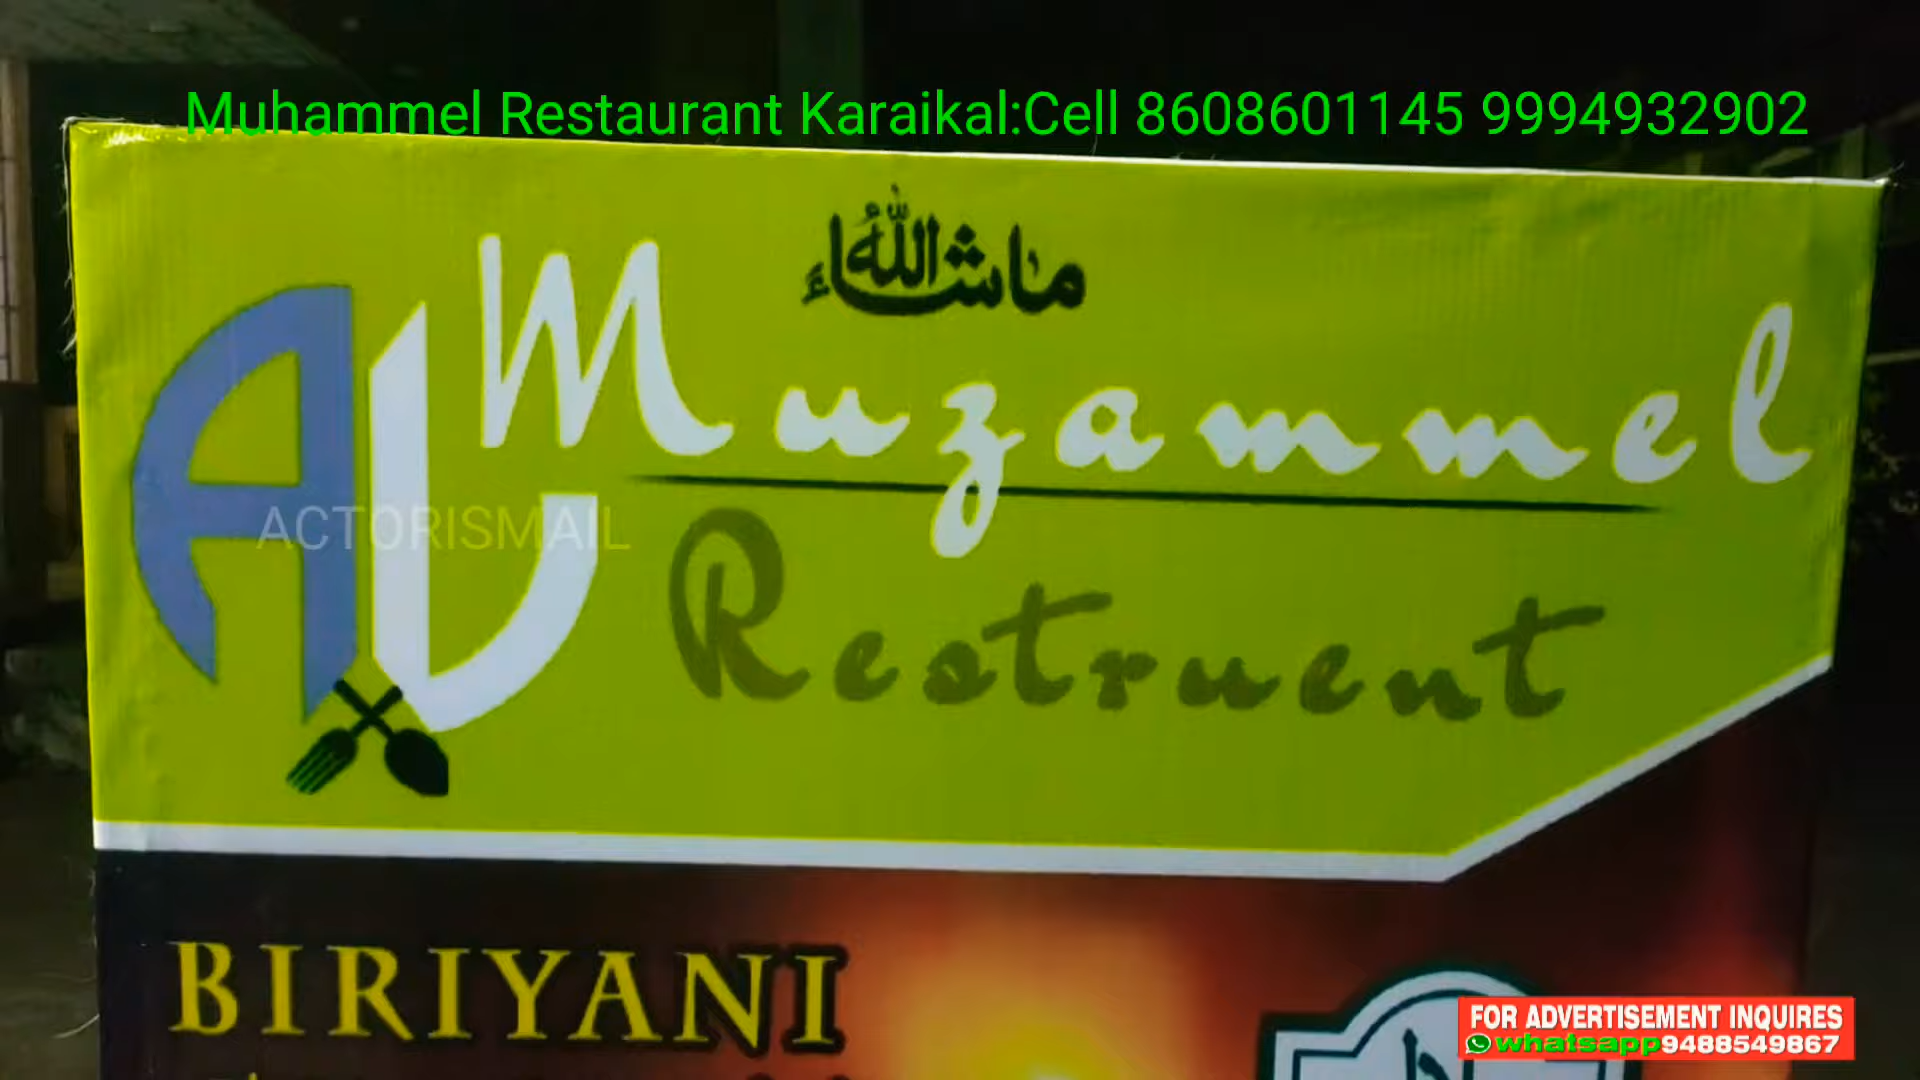 Muhammel Restaurant Karaikal:Cell 8608601145 9994932902
ماشاءالله
AL Muzammel
ACTORISMAIL
Restruent
BIRIYANI
FOR ADVERTISEMENT INQUIRES
whatsapp9488549867